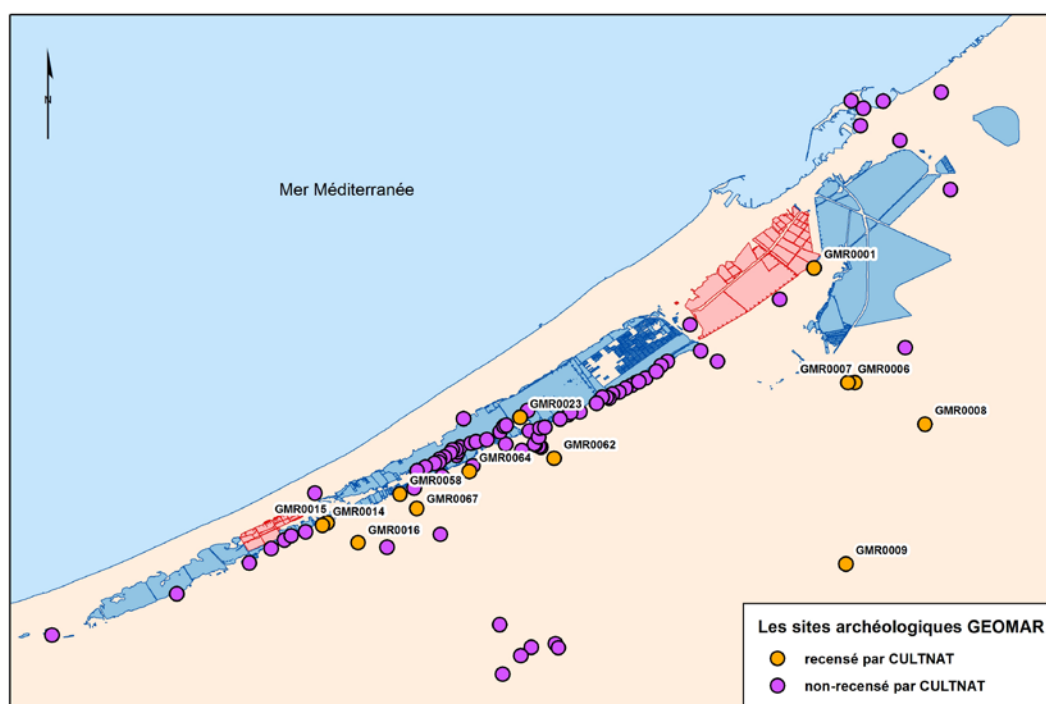 N
Mer Méditerranée
GMR0001
GMR0007
GMR0006
GMR0008
GMR0023
GMR0062
GMR0064
GMR0058
GMR0067
GMR0015
GMR0014
GMR0016
GMR0009
Les sites archéologiques GEOMAR
recensé par CULTNAT
non-recensé par CULTNAT